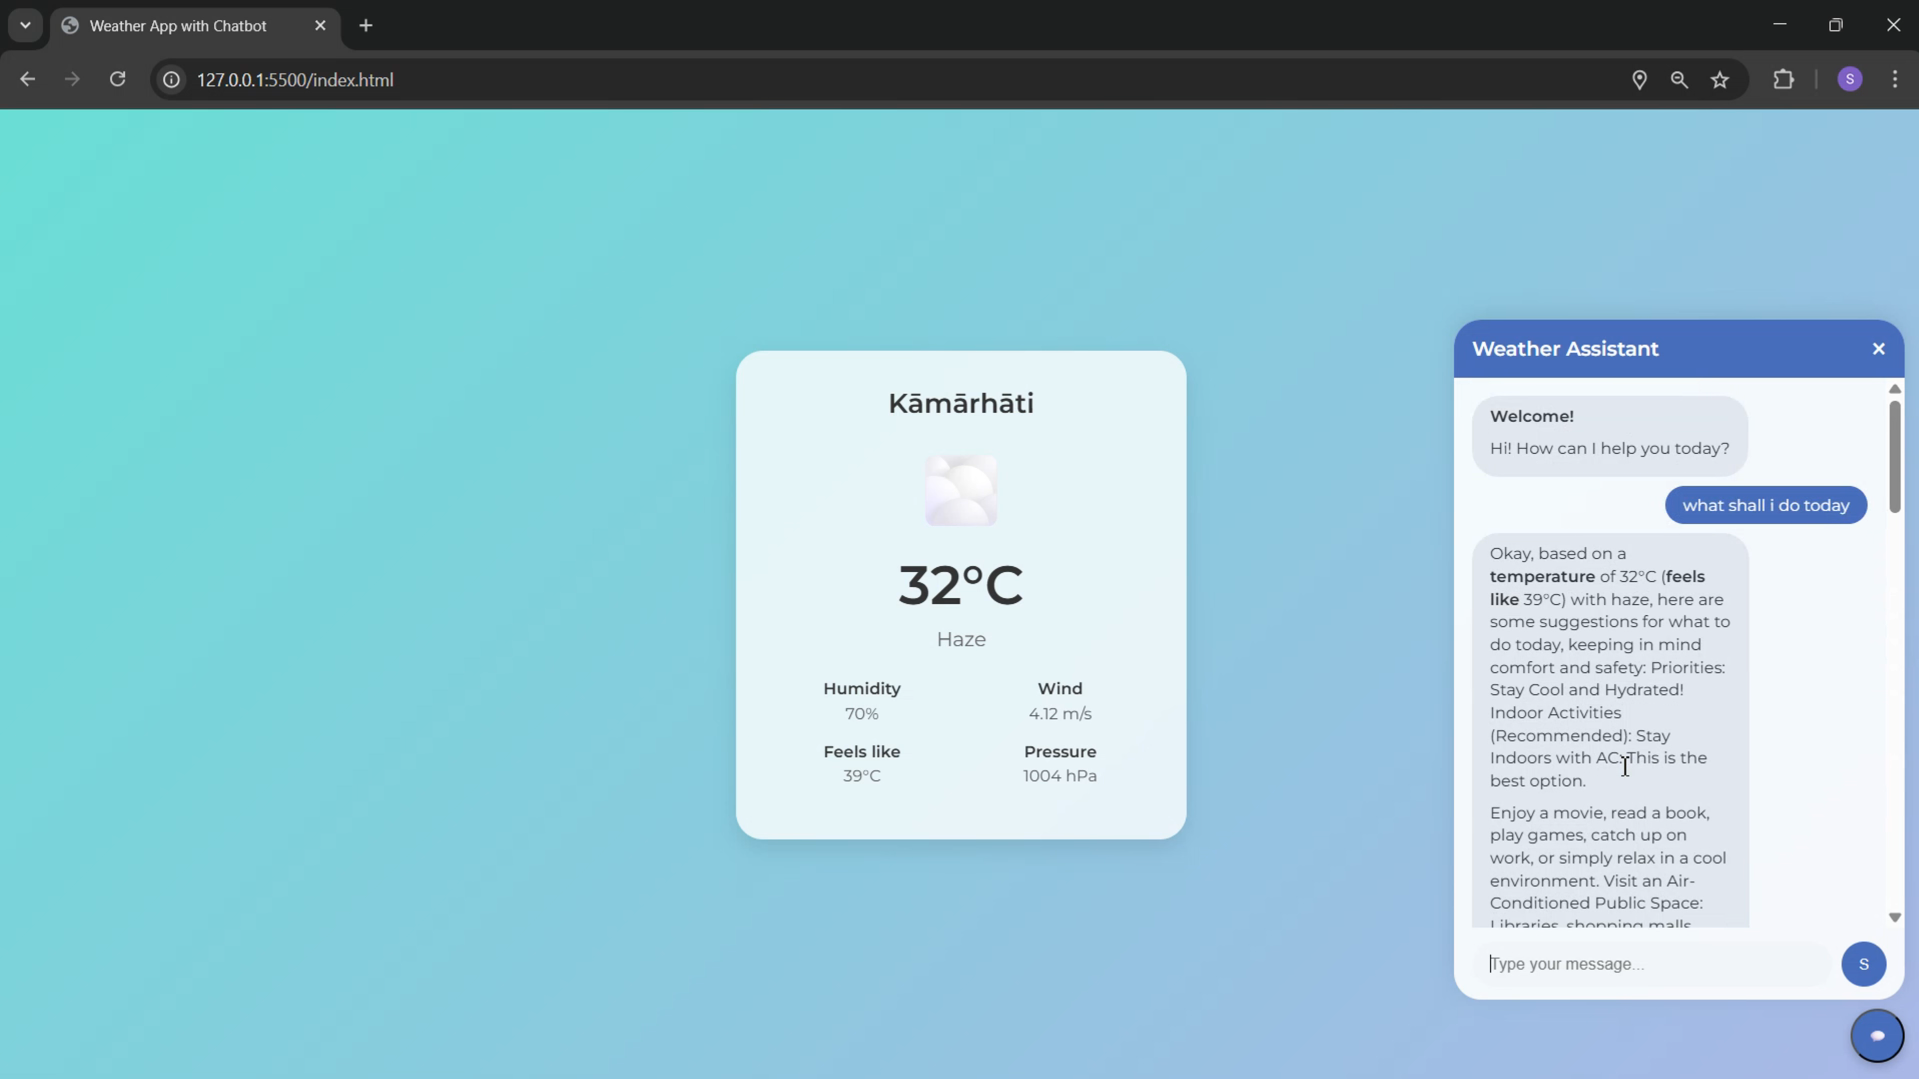 Weather App with Chatbot
127.0.0.1:5500/index.html
S
Kāmārhāti
32°C
Haze
Humidity
70%
Wind
4.12 m/s
Feels like
39°C
Pressure
1004 hPa
Weather Assistant
Welcome!
Hi! How can I help you today?
what shall i do today
Okay, based on a
temperature of 32°C (feels
like 39°C) with haze, here are
some suggestions for what to
do today, keeping in mind
comfort and safety: Priorities:
Stay Cool and Hydrated!
Indoor Activities
(Recommended): Stay
Indoors with AC: This is the
best option.
Enjoy a movie, read a book,
play games, catch up on
work, or simply relax in a cool
environment. Visit an Air-
Conditioned Public Space:
Libraries, shopping malls,
Type your message...
S